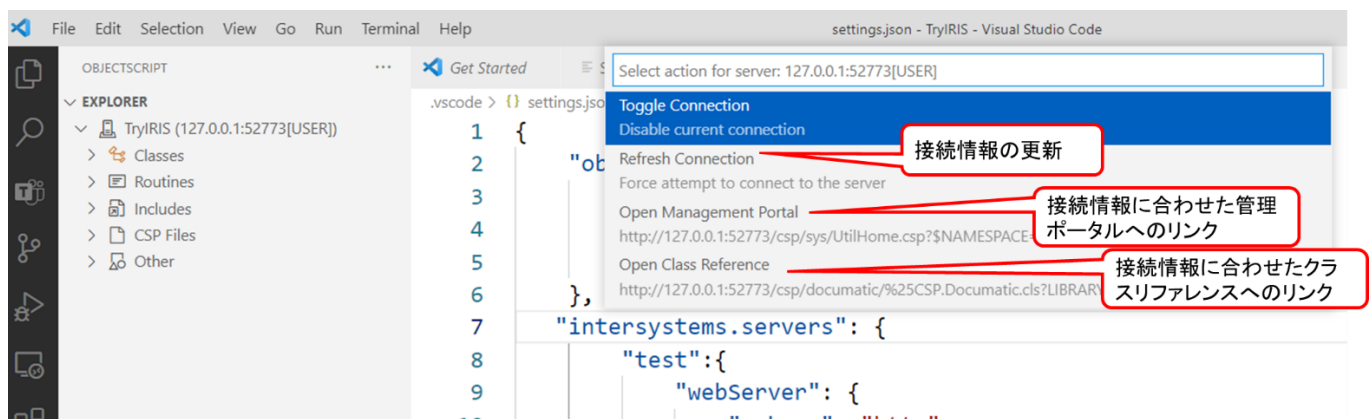 File Edit Selection View Go Run Terminal Help
settings.json - TryIRIS - Visual Studio Code
OBJECTSCRIPT ...
EXPLORER
TryIRIS (127.0.0.1:52773[USER])
Classes
Routines
Includes
CSP Files
Other
Get Started
.vscode > {} settings.jso
Select action for server: 127.0.0.1:52773[USER]
Toggle Connection
Disable current connection
Refresh Connection
Force attempt to connect to the server
Open Management Portal
http://127.0.0.1:52773/csp/sys/UtilHome.csp?$NAMESPACE=
Open Class Reference
http://127.0.0.1:52773/csp/documatic/%25CSP.Documatic.cls?LIBRARY
接続情報の更新
接続情報に合わせた管理
ポータルへのリンク
接続情報に合わせたクラ
スリファレンスへのリンク
1 {
2 "ob
3
4
5
6 },
7 "intersystems.servers": {
8 "test":{
9 "webServer": {